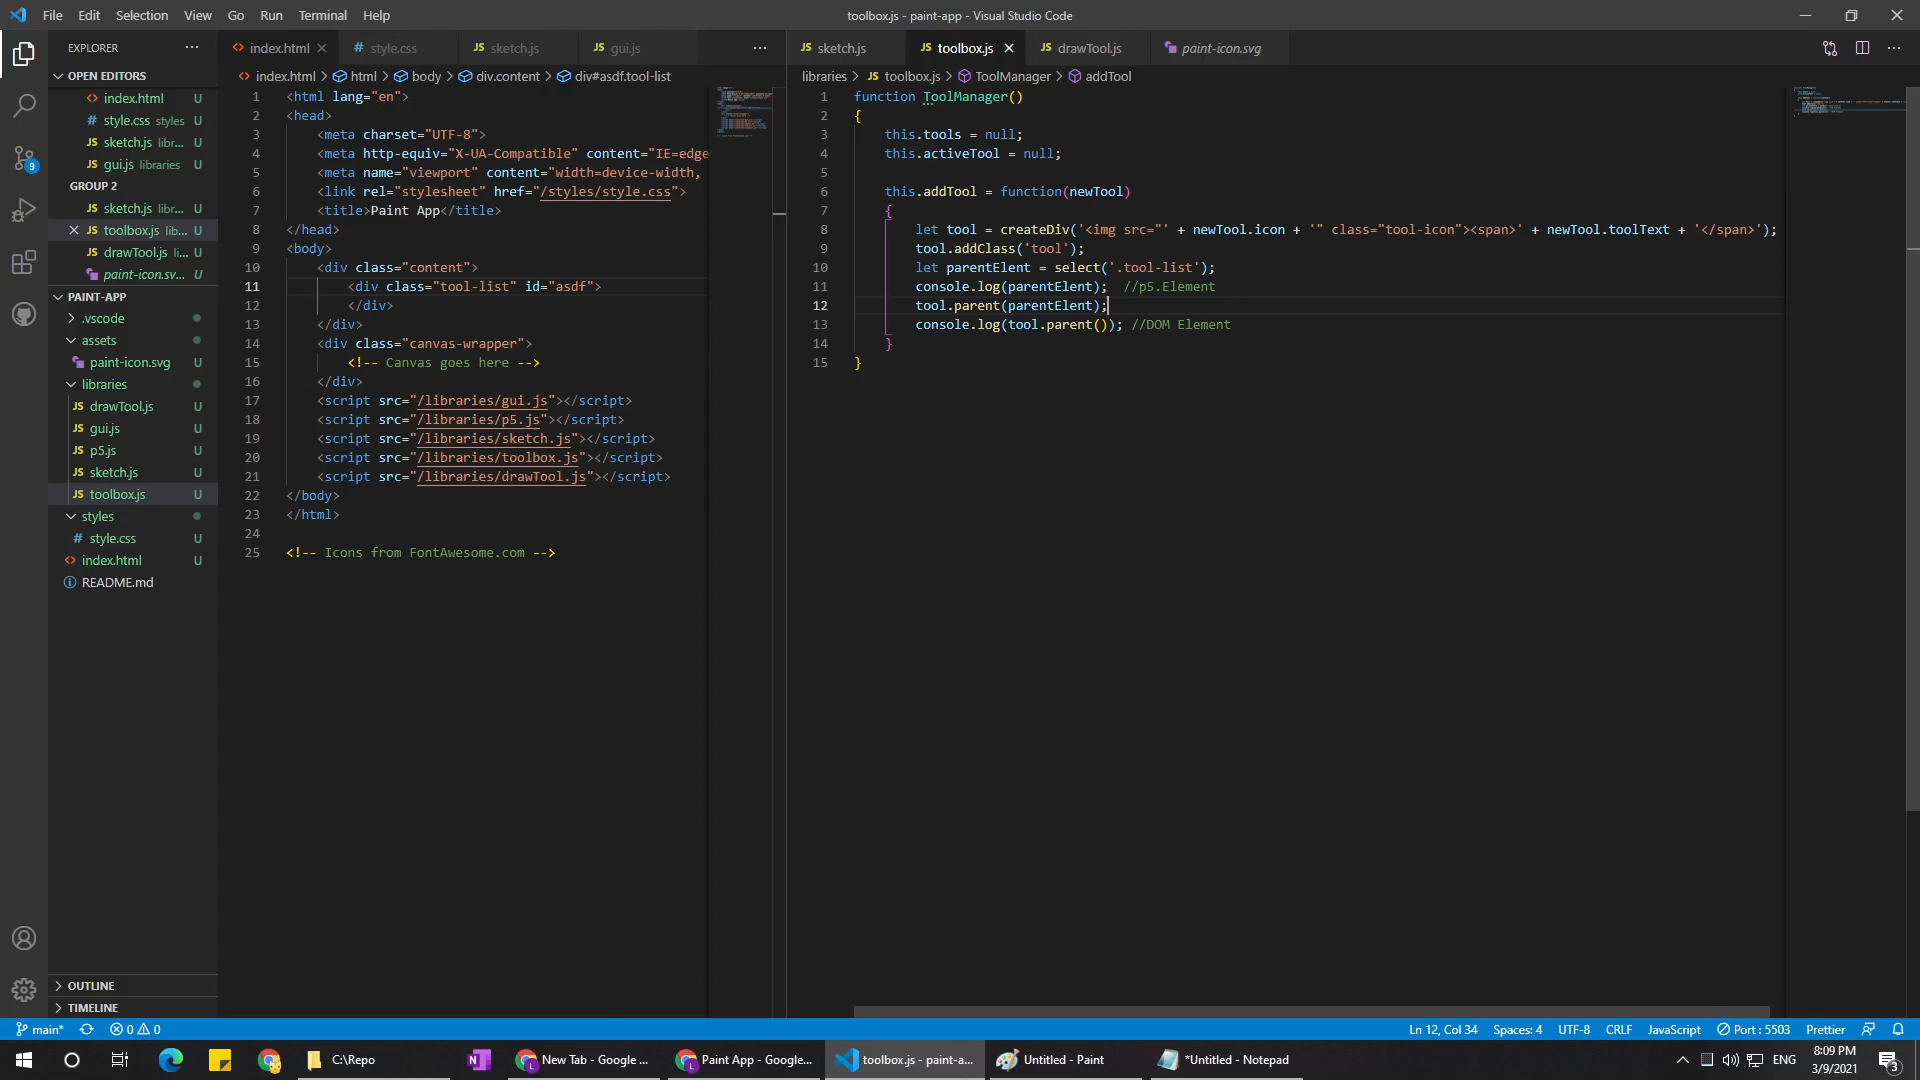 File Edit Selection View Go Run Terminal Help
toolbox.js - paint-app - Visual Studio Code
EXPLORER
OPEN EDITORS
index.html U
style.css styles U
sketch.js libr... U
gui.js libraries U
GROUP 2
sketch.js libr... U
toolbox.js lib... U
drawTool.js li... U
paint-icon.sv... U
PAINT-APP
.vscode
assets
paint-icon.svg U
libraries
drawTool.js U
gui.js U
p5.js U
sketch.js U
toolbox.js U
styles
style.css U
index.html U
README.md
OUTLINE
TIMELINE
index.html style.css sketch.js gui.js
index.html > html > body > div.content > div#asdf.tool-list
1 <html lang="en">
2 <head>
3 <meta charset="UTF-8">
4 <meta http-equiv="X-UA-Compatible" content="IE=edge
5 <meta name="viewport" content="width=device-width,
6 <link rel="stylesheet" href="/styles/style.css">
7 <title>Paint App</title>
8 </head>
9 <body>
10 <div class="content">
11 <div class="tool-list" id="asdf">
12 </div>
13 </div>
14 <div class="canvas-wrapper">
15 <!-- Canvas goes here -->
16 </div>
17 <script src="/libraries/gui.js"></script>
18 <script src="/libraries/p5.js"></script>
19 <script src="/libraries/sketch.js"></script>
20 <script src="/libraries/toolbox.js"></script>
21 <script src="/libraries/drawTool.js"></script>
22 </body>
23 </html>
24
25 <!-- Icons from FontAwesome.com -->
sketch.js toolbox.js drawTool.js paint-icon.svg
libraries > toolbox.js > ToolManager > addTool
1 function ToolManager()
2 {
3 this.tools = null;
4 this.activeTool = null;
5
6 this.addTool = function(newTool)
7 {
8 let tool = createDiv('<img src="' + newTool.icon + '" class="tool-icon"><span>' + newTool.toolText + '</span>');
9 tool.addClass('tool');
10 let parentElent = select('.tool-list');
11 console.log(parentElent);  //p5.Element
12 tool.parent(parentElent);
13 console.log(tool.parent()); //DOM Element
14 }
15 }
9
main* 0 0
Ln 12, Col 34 Spaces: 4 UTF-8 CRLF JavaScript Port : 5503 Prettier
C:\Repo New Tab - Google ... Paint App - Google... toolbox.js - paint-a... Untitled - Paint *Untitled - Notepad
ENG 8:09 PM
3/9/2021
3